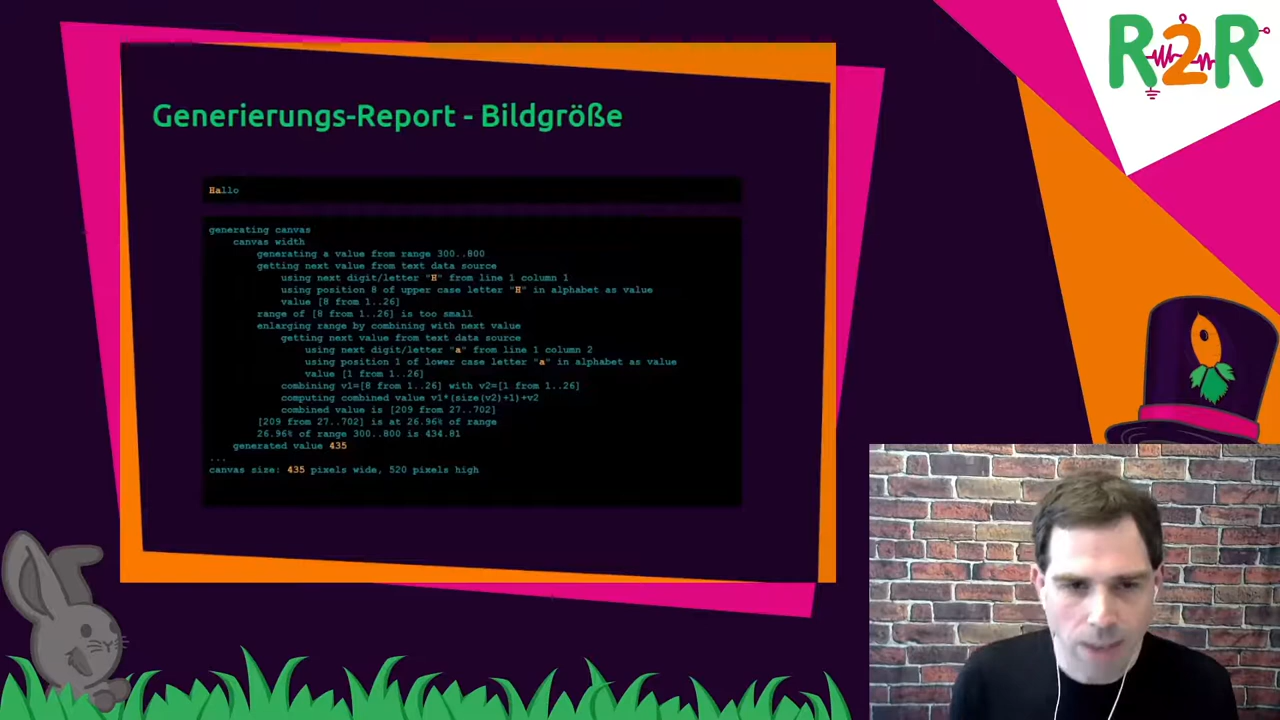 R2R
Generierungs-Report - Bildgröße
Hallo
generating canvas
canvas width
generating a value from range 300..800
getting next value from text data source
using next digit/letter "H" from line 1 column 1
using position 8 of upper case letter "H" in alphabet as value
value [8 from 1..26]
range of [8 from 1..26] is too small
enlarging range by combining with next value
getting next value from text data source
using next digit/letter "a" from line 1 column 2
using position 1 of lower case letter "a" in alphabet as value
value [1 from 1..26]
combining v1=[8 from 1..26] with v2=[1 from 1..26]
computing combined value v1*(size(v2)+1)+v2
combined value is [209 from 27..702]
[209 from 27..702] is at 26.96% of range
26.96% of range 300..800 is 434.81
generated value 435
...
canvas size: 435 pixels wide, 520 pixels high